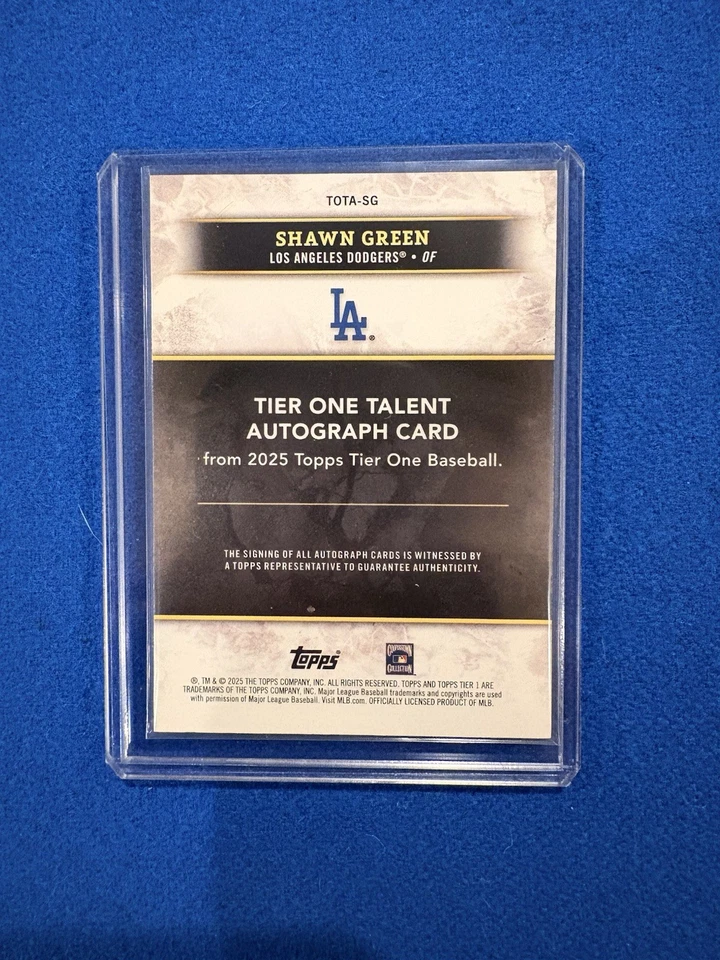 TOTA-SG
SHAWN GREEN
LOS ANGELES DODGERS® • OF
LA®
TIER ONE TALENT
AUTOGRAPH CARD
from 2025 Topps Tier One Baseball.
THE SIGNING OF ALL AUTOGRAPH CARDS IS WITNESSED BY
A TOPPS REPRESENTATIVE TO GUARANTEE AUTHENTICITY.
topps®
COOPERSTOWN
COLLECTION
®, TM & © 2025 THE TOPPS COMPANY, INC. ALL RIGHTS RESERVED. TOPPS AND TOPPS TIER 1 ARE
TRADEMARKS OF THE TOPPS COMPANY, INC. Major League Baseball trademarks and copyrights are used
with permission of Major League Baseball. Visit MLB.com. OFFICIALLY LICENSED PRODUCT OF MLB.